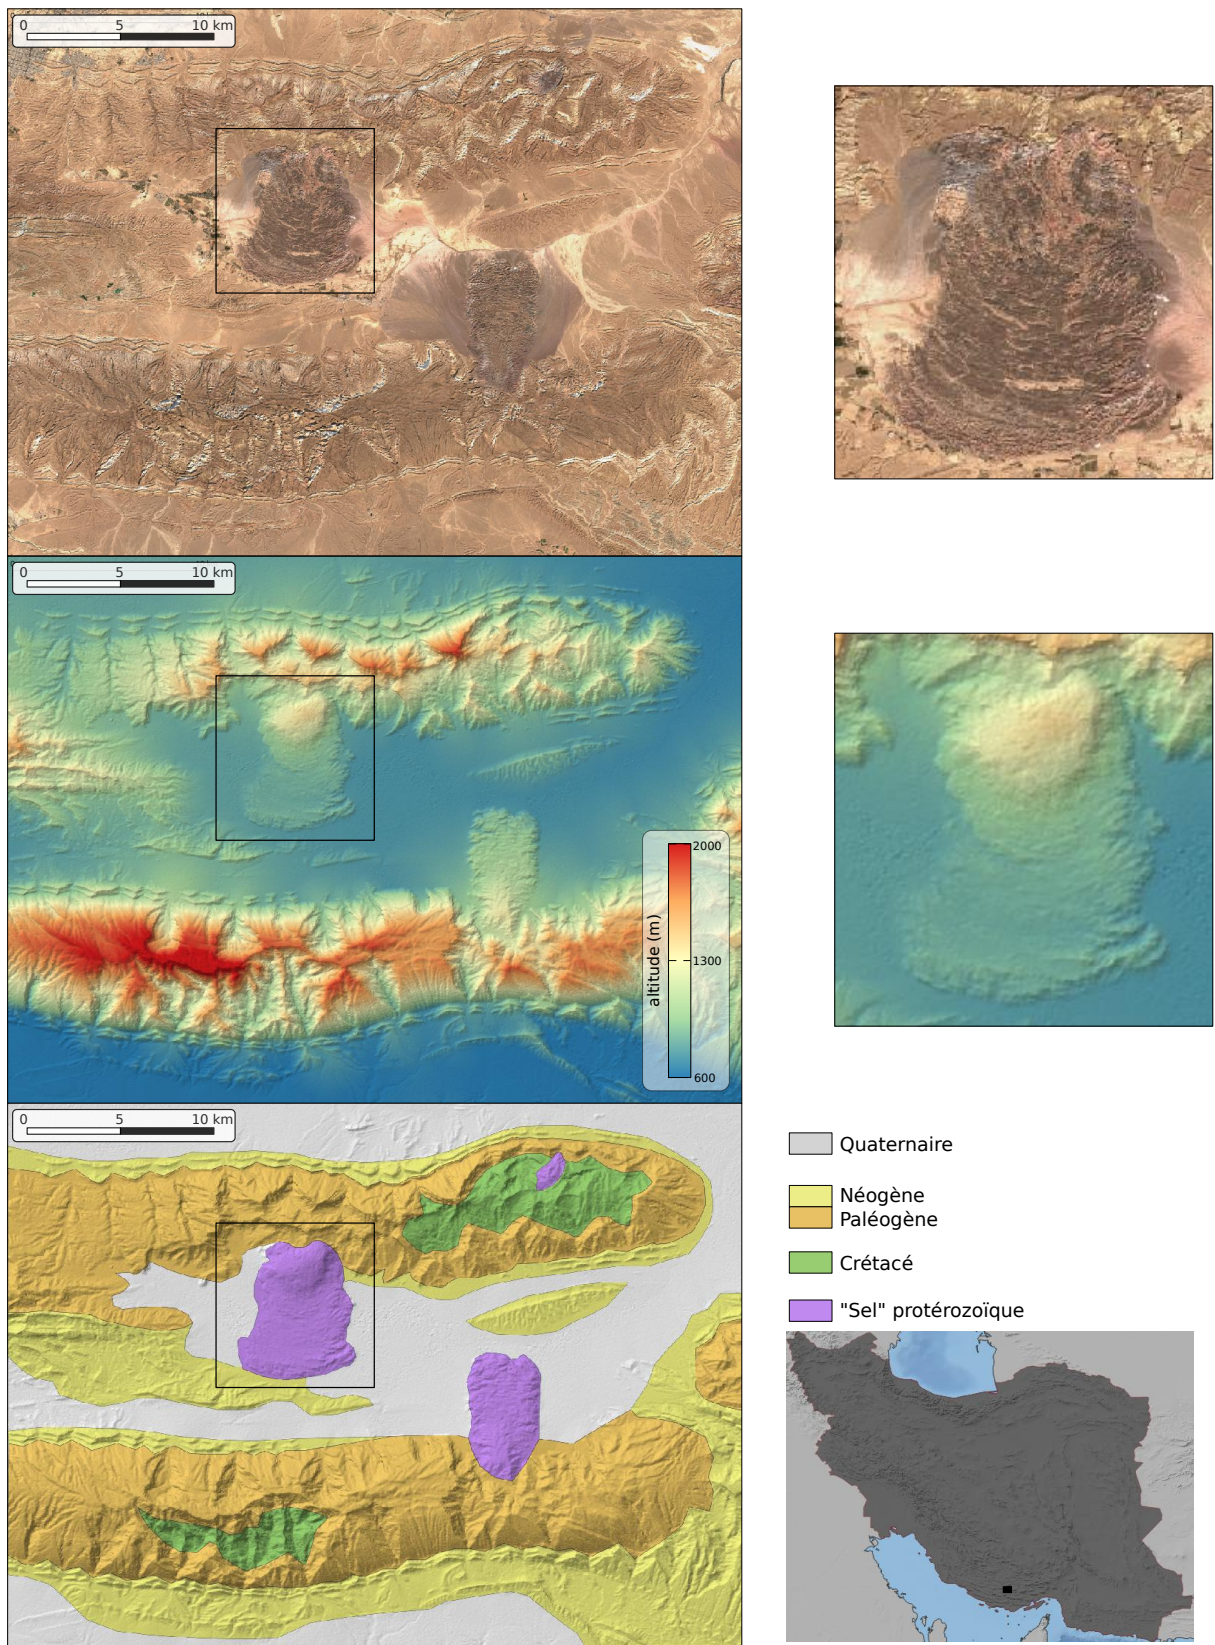 0 5 10 km
0 5 10 km
altitude (m)
2000
1300
600
0 5 10 km
Quaternaire
Néogène
Paléogène
Crétacé
"Sel" protérozoïque